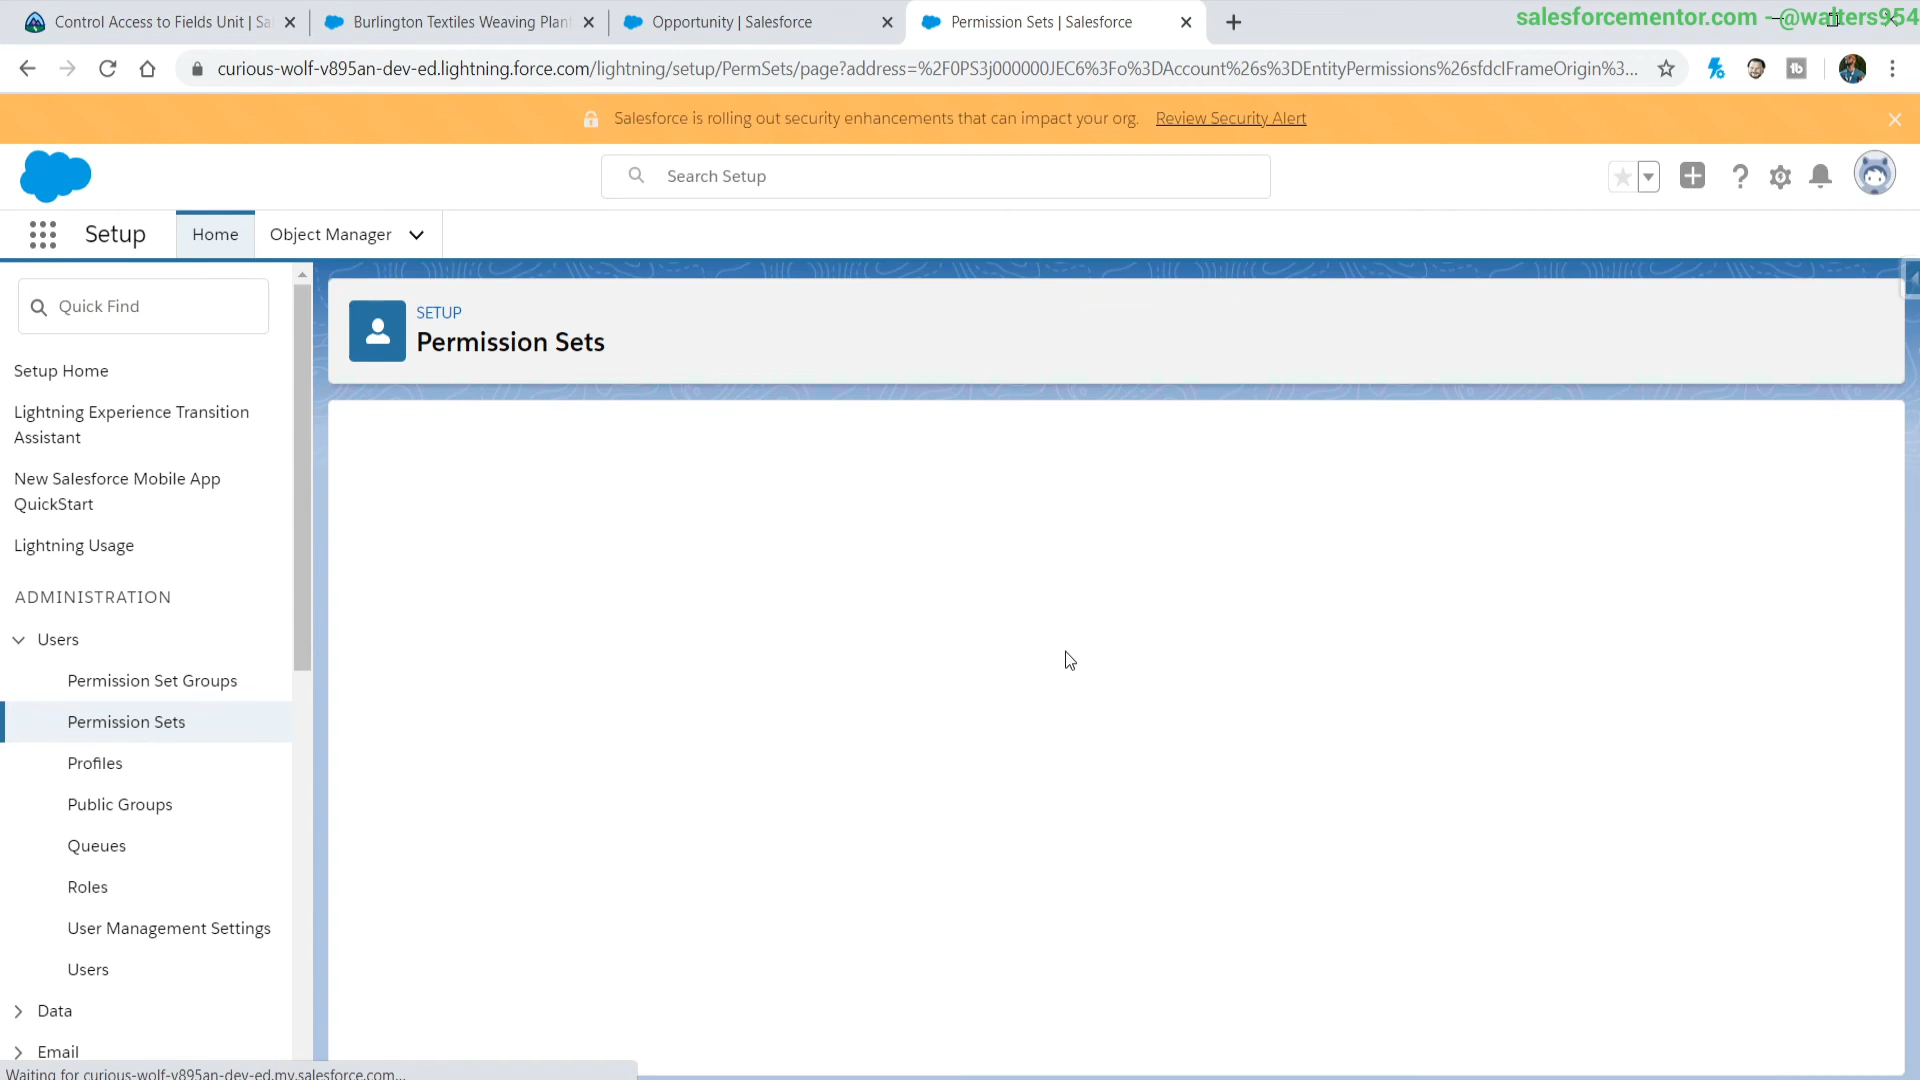 Control Access to Fields Unit | Sa
Burlington Textiles Weaving Plant
Opportunity | Salesforce
Permission Sets | Salesforce
salesforcementor.com - @walters954
curious-wolf-v895an-dev-ed.lightning.force.com/lightning/setup/PermSets/page?address=%2F0PS3j000000JEC6%3Fo%3DAccount%26s%3DEntityPermissions%26sfdcIFrameOrigin%3...
Salesforce is rolling out security enhancements that can impact your org. Review Security Alert
Search Setup
Setup
Home
Object Manager
Quick Find
SETUP
Permission Sets
Setup Home
Lightning Experience Transition
Assistant
New Salesforce Mobile App
QuickStart
Lightning Usage
ADMINISTRATION
Users
Permission Set Groups
Permission Sets
Profiles
Public Groups
Queues
Roles
User Management Settings
Users
Data
Email
Waiting for curious-wolf-v895an-dev-ed.my.salesforce.com...